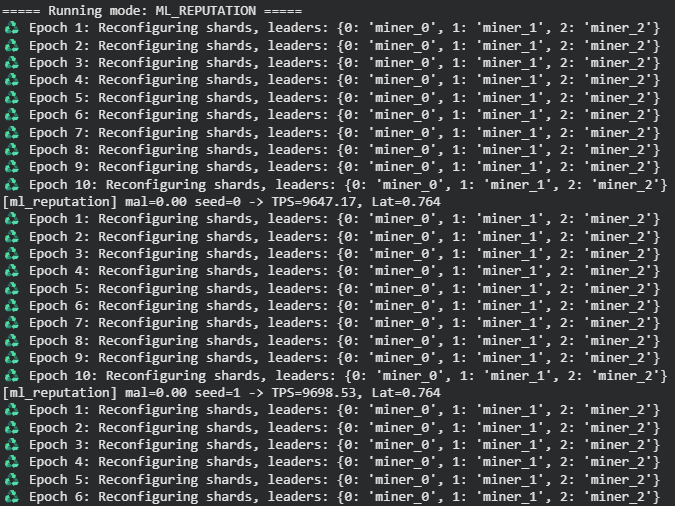 ===== Running mode: ML_REPUTATION =====
♻️ Epoch 1: Reconfiguring shards, leaders: {0: 'miner_0', 1: 'miner_1', 2: 'miner_2'}
♻️ Epoch 2: Reconfiguring shards, leaders: {0: 'miner_0', 1: 'miner_1', 2: 'miner_2'}
♻️ Epoch 3: Reconfiguring shards, leaders: {0: 'miner_0', 1: 'miner_1', 2: 'miner_2'}
♻️ Epoch 4: Reconfiguring shards, leaders: {0: 'miner_0', 1: 'miner_1', 2: 'miner_2'}
♻️ Epoch 5: Reconfiguring shards, leaders: {0: 'miner_0', 1: 'miner_1', 2: 'miner_2'}
♻️ Epoch 6: Reconfiguring shards, leaders: {0: 'miner_0', 1: 'miner_1', 2: 'miner_2'}
♻️ Epoch 7: Reconfiguring shards, leaders: {0: 'miner_0', 1: 'miner_1', 2: 'miner_2'}
♻️ Epoch 8: Reconfiguring shards, leaders: {0: 'miner_0', 1: 'miner_1', 2: 'miner_2'}
♻️ Epoch 9: Reconfiguring shards, leaders: {0: 'miner_0', 1: 'miner_1', 2: 'miner_2'}
♻️ Epoch 10: Reconfiguring shards, leaders: {0: 'miner_0', 1: 'miner_1', 2: 'miner_2'}
[ml_reputation] mal=0.00 seed=0 -> TPS=9647.17, Lat=0.764
♻️ Epoch 1: Reconfiguring shards, leaders: {0: 'miner_0', 1: 'miner_1', 2: 'miner_2'}
♻️ Epoch 2: Reconfiguring shards, leaders: {0: 'miner_0', 1: 'miner_1', 2: 'miner_2'}
♻️ Epoch 3: Reconfiguring shards, leaders: {0: 'miner_0', 1: 'miner_1', 2: 'miner_2'}
♻️ Epoch 4: Reconfiguring shards, leaders: {0: 'miner_0', 1: 'miner_1', 2: 'miner_2'}
♻️ Epoch 5: Reconfiguring shards, leaders: {0: 'miner_0', 1: 'miner_1', 2: 'miner_2'}
♻️ Epoch 6: Reconfiguring shards, leaders: {0: 'miner_0', 1: 'miner_1', 2: 'miner_2'}
♻️ Epoch 7: Reconfiguring shards, leaders: {0: 'miner_0', 1: 'miner_1', 2: 'miner_2'}
♻️ Epoch 8: Reconfiguring shards, leaders: {0: 'miner_0', 1: 'miner_1', 2: 'miner_2'}
♻️ Epoch 9: Reconfiguring shards, leaders: {0: 'miner_0', 1: 'miner_1', 2: 'miner_2'}
♻️ Epoch 10: Reconfiguring shards, leaders: {0: 'miner_0', 1: 'miner_1', 2: 'miner_2'}
[ml_reputation] mal=0.00 seed=1 -> TPS=9698.53, Lat=0.764
♻️ Epoch 1: Reconfiguring shards, leaders: {0: 'miner_0', 1: 'miner_1', 2: 'miner_2'}
♻️ Epoch 2: Reconfiguring shards, leaders: {0: 'miner_0', 1: 'miner_1', 2: 'miner_2'}
♻️ Epoch 3: Reconfiguring shards, leaders: {0: 'miner_0', 1: 'miner_1', 2: 'miner_2'}
♻️ Epoch 4: Reconfiguring shards, leaders: {0: 'miner_0', 1: 'miner_1', 2: 'miner_2'}
♻️ Epoch 5: Reconfiguring shards, leaders: {0: 'miner_0', 1: 'miner_1', 2: 'miner_2'}
♻️ Epoch 6: Reconfiguring shards, leaders: {0: 'miner_0', 1: 'miner_1', 2: 'miner_2'}